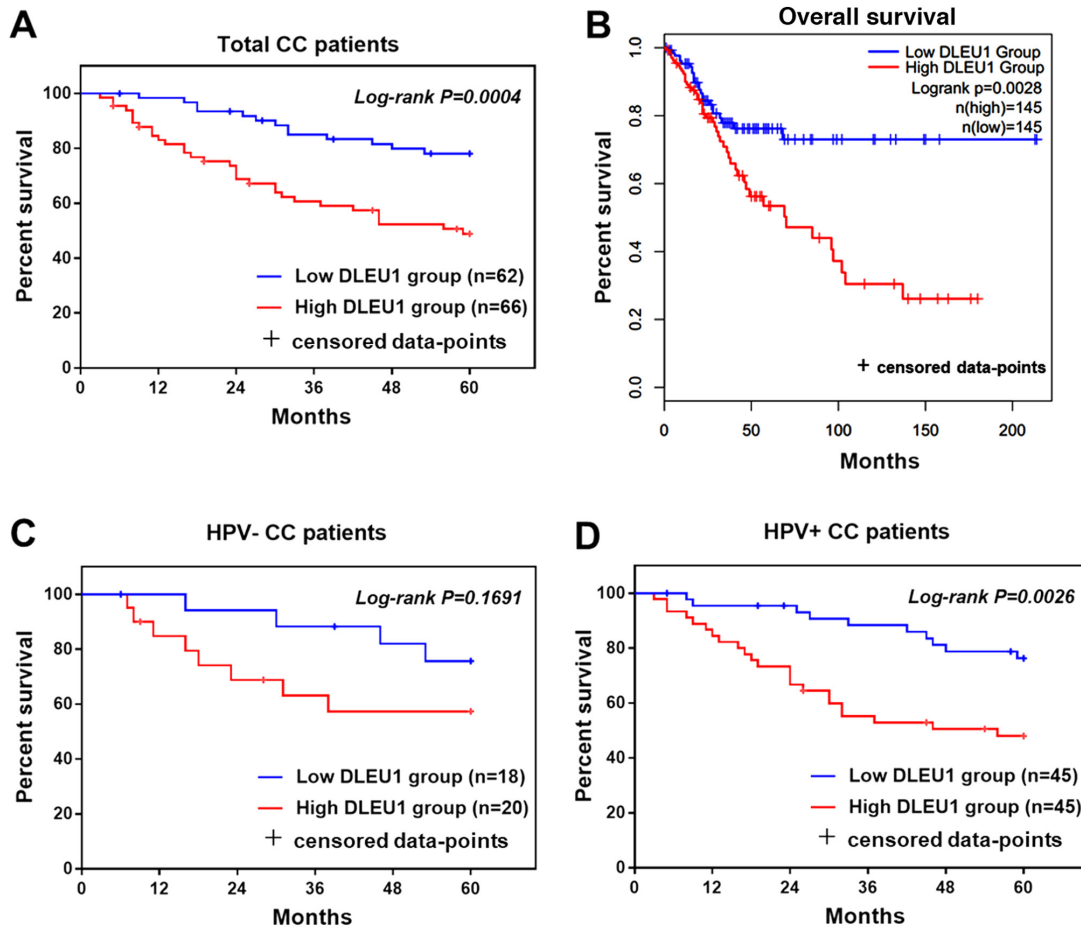 A
Total CC patients
Log-rank P=0.0004
Percent survival
100
80
60
40
20
0
Low DLEU1 group (n=62)
High DLEU1 group (n=66)
+ censored data-points
0 12 24 36 48 60
Months
B
Overall survival
Low DLEU1 Group
High DLEU1 Group
Logrank p=0.0028
n(high)=145
n(low)=145
Percent survival
1.0
0.8
0.6
0.4
0.2
0.0
+ censored data-points
0 50 100 150 200
Months
C
HPV- CC patients
Log-rank P=0.1691
Percent survival
100
80
60
40
20
0
Low DLEU1 group (n=18)
High DLEU1 group (n=20)
+ censored data-points
0 12 24 36 48 60
Months
D
HPV+ CC patients
Log-rank P=0.0026
Percent survival
100
80
60
40
20
0
Low DLEU1 group (n=45)
High DLEU1 group (n=45)
+ censored data-points
0 12 24 36 48 60
Months